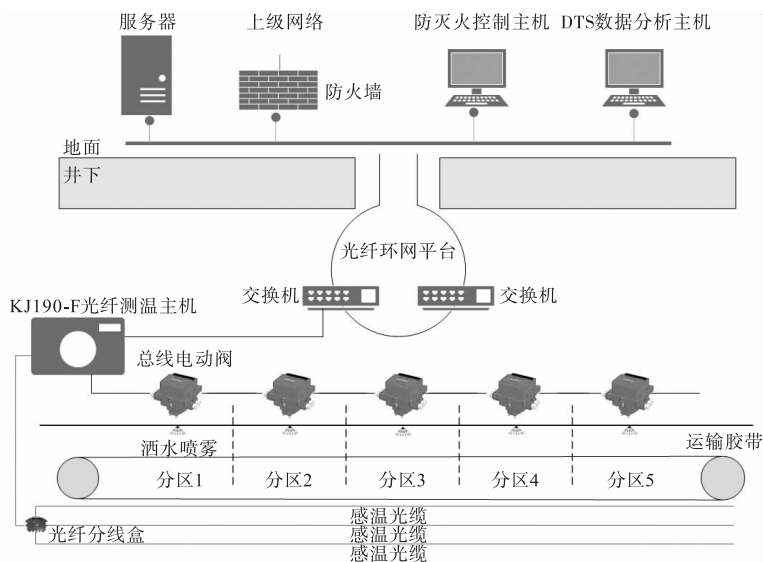 服务器
上级网络
防灭火控制主机
DTS数据分析主机
防火墙
地面
井下
光纤环网平台
交换机
交换机
KJ190-F光纤测温主机
总线电动阀
洒水喷雾
运输胶带
分区1
分区2
分区3
分区4
分区5
感温光缆
光纤分线盒
感温光缆
感温光缆